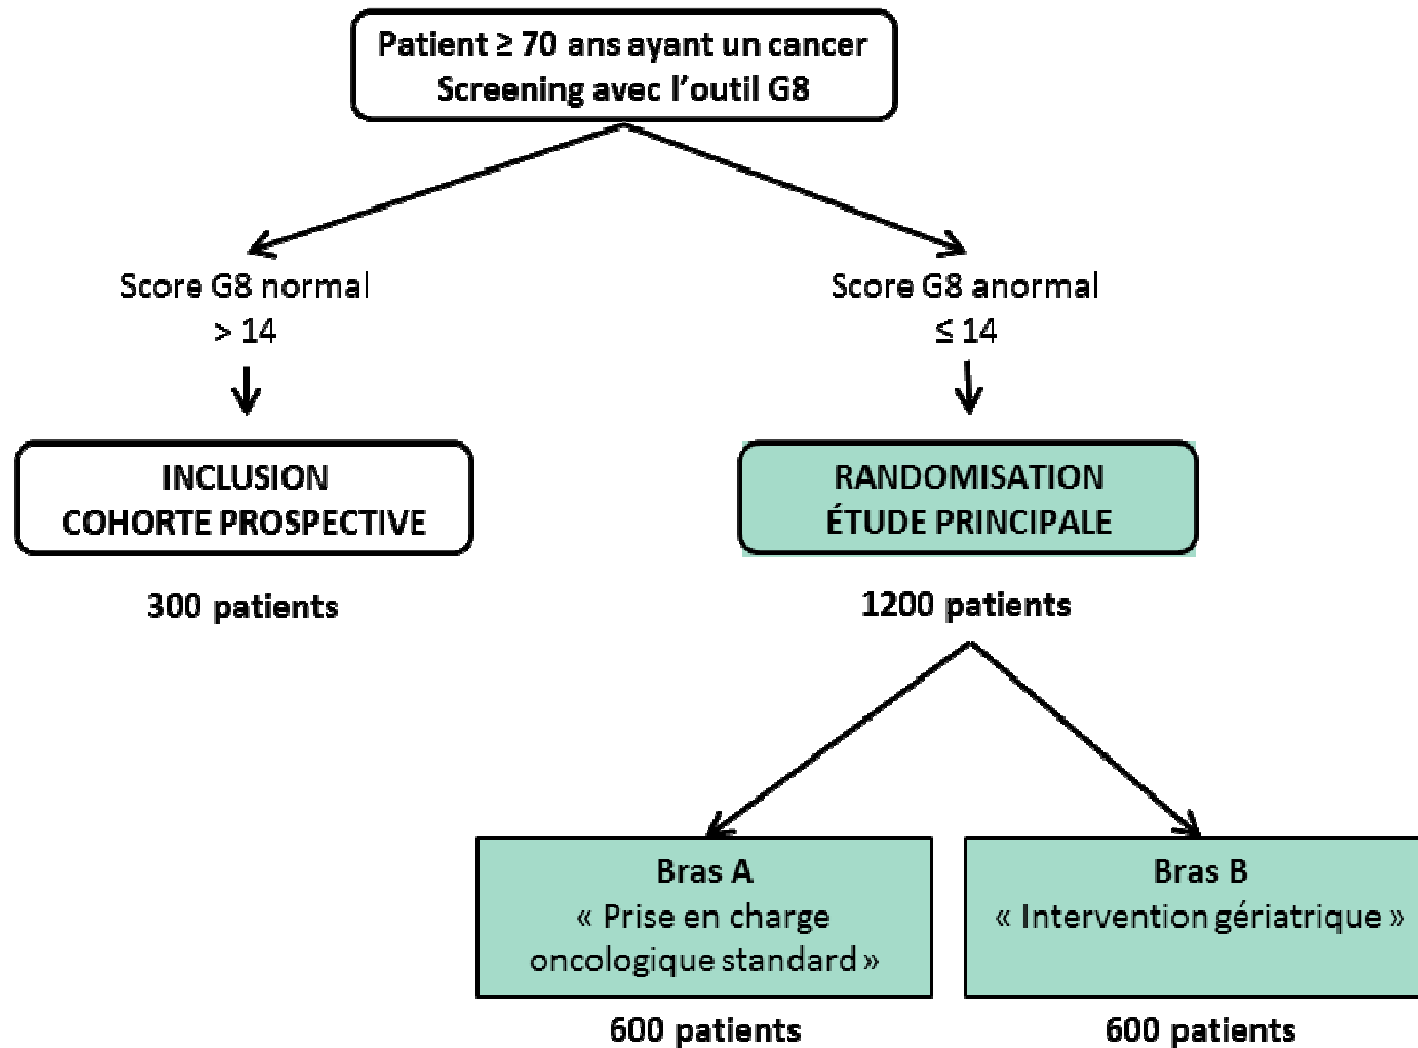 Patient ≥ 70 ans ayant un cancer
Screening avec l'outil G8
Score G8 normal
> 14
Score G8 anormal
≤ 14
INCLUSION
COHORTE PROSPECTIVE
300 patients
RANDOMISATION
ÉTUDE PRINCIPALE
1200 patients
Bras A
« Prise en charge
oncologique standard »
600 patients
Bras B
« Intervention gériatrique »
600 patients